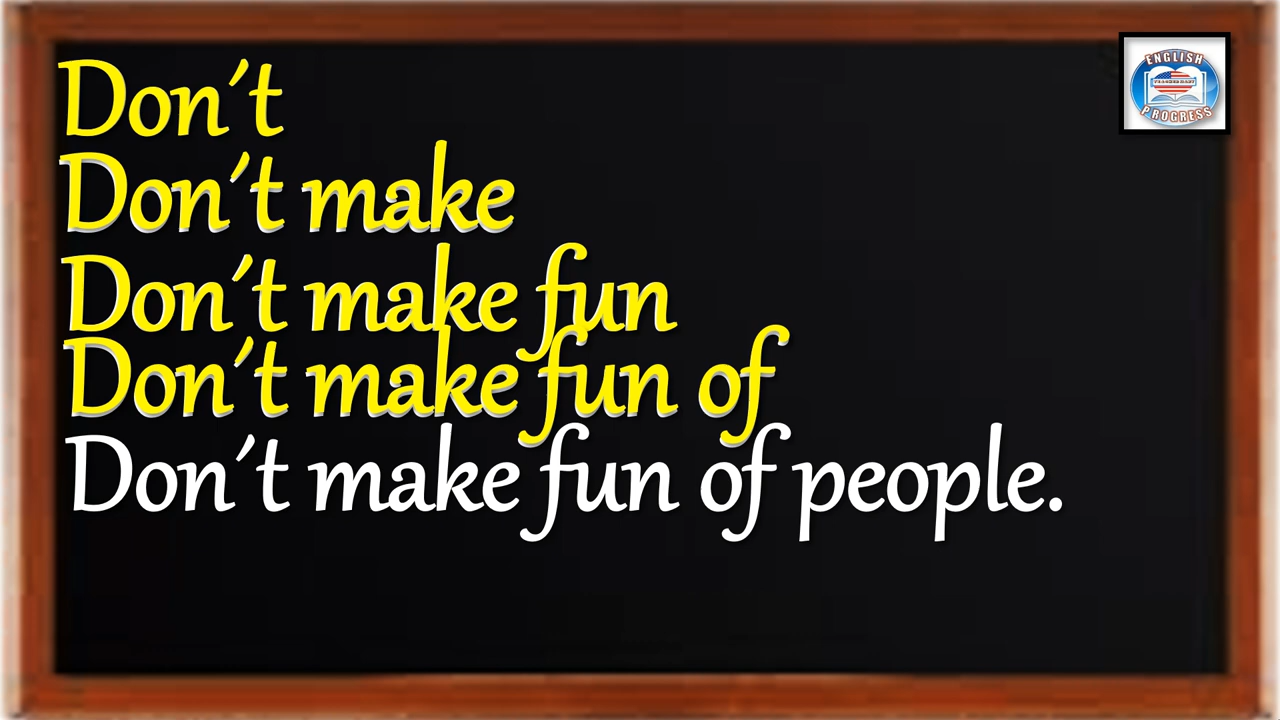 Don't
Don't make
Don't make fun
Don't make fun of
Don't make fun of people.
ENGLISH
PROGRESS